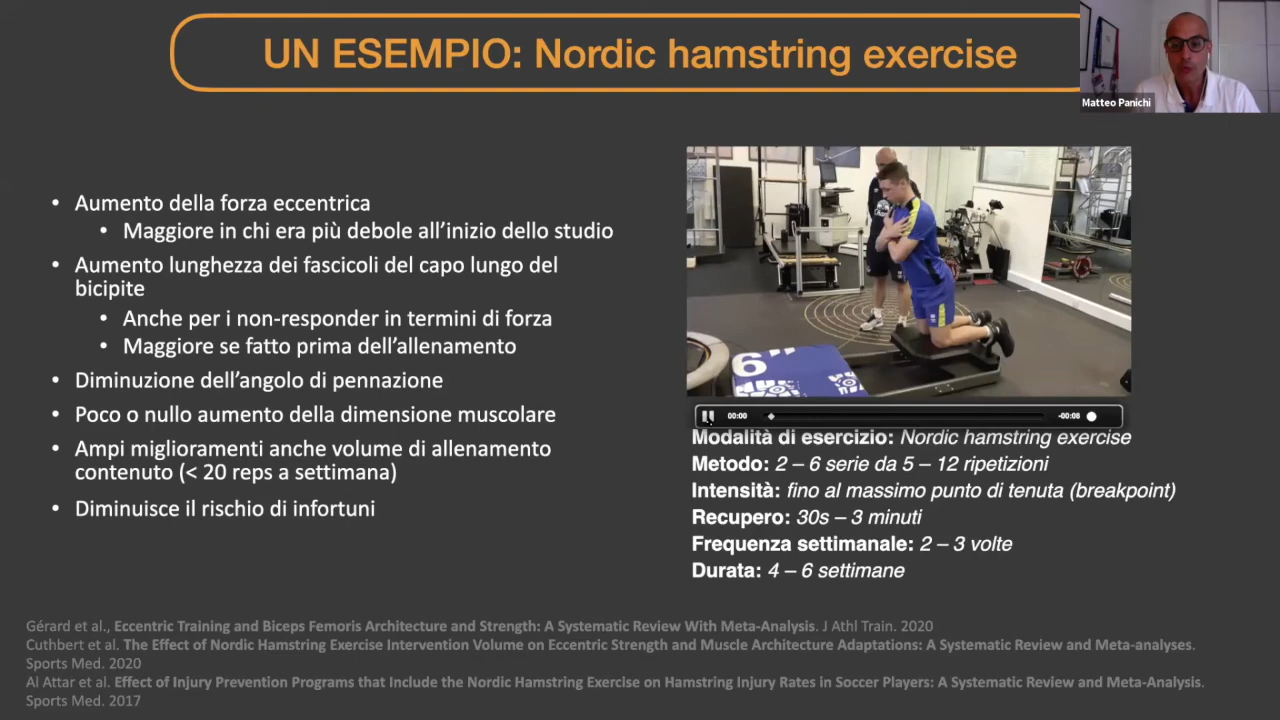 UN ESEMPIO: Nordic hamstring exercise
Matteo Panichi
• Aumento della forza eccentrica
• Maggiore in chi era più debole all'inizio dello studio
• Aumento lunghezza dei fascicoli del capo lungo del
bicipite
• Anche per i non-responder in termini di forza
• Maggiore se fatto prima dell'allenamento
• Diminuzione dell'angolo di pennazione
• Poco o nullo aumento della dimensione muscolare
• Ampi miglioramenti anche volume di allenamento
contenuto (< 20 reps a settimana)
• Diminuisce il rischio di infortuni
6
00:00
-00:08
Modalità di esercizio: Nordic hamstring exercise
Metodo: 2 – 6 serie da 5 – 12 ripetizioni
Intensità: fino al massimo punto di tenuta (breakpoint)
Recupero: 30s – 3 minuti
Frequenza settimanale: 2 – 3 volte
Durata: 4 – 6 settimane
Gérard et al., Eccentric Training and Biceps Femoris Architecture and Strength: A Systematic Review With Meta-Analysis. J Athl Train. 2020
Cuthbert et al. The Effect of Nordic Hamstring Exercise Intervention Volume on Eccentric Strength and Muscle Architecture Adaptations: A Systematic Review and Meta-analyses.
Sports Med. 2020
Al Attar et al. Effect of Injury Prevention Programs that Include the Nordic Hamstring Exercise on Hamstring Injury Rates in Soccer Players: A Systematic Review and Meta-Analysis.
Sports Med. 2017